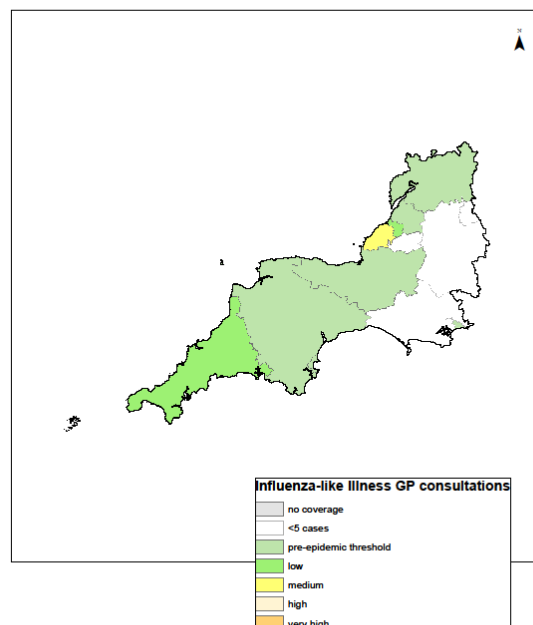 N
Influenza-like Illness GP consultations
no coverage
<5 cases
pre-epidemic threshold
low
medium
high
very high